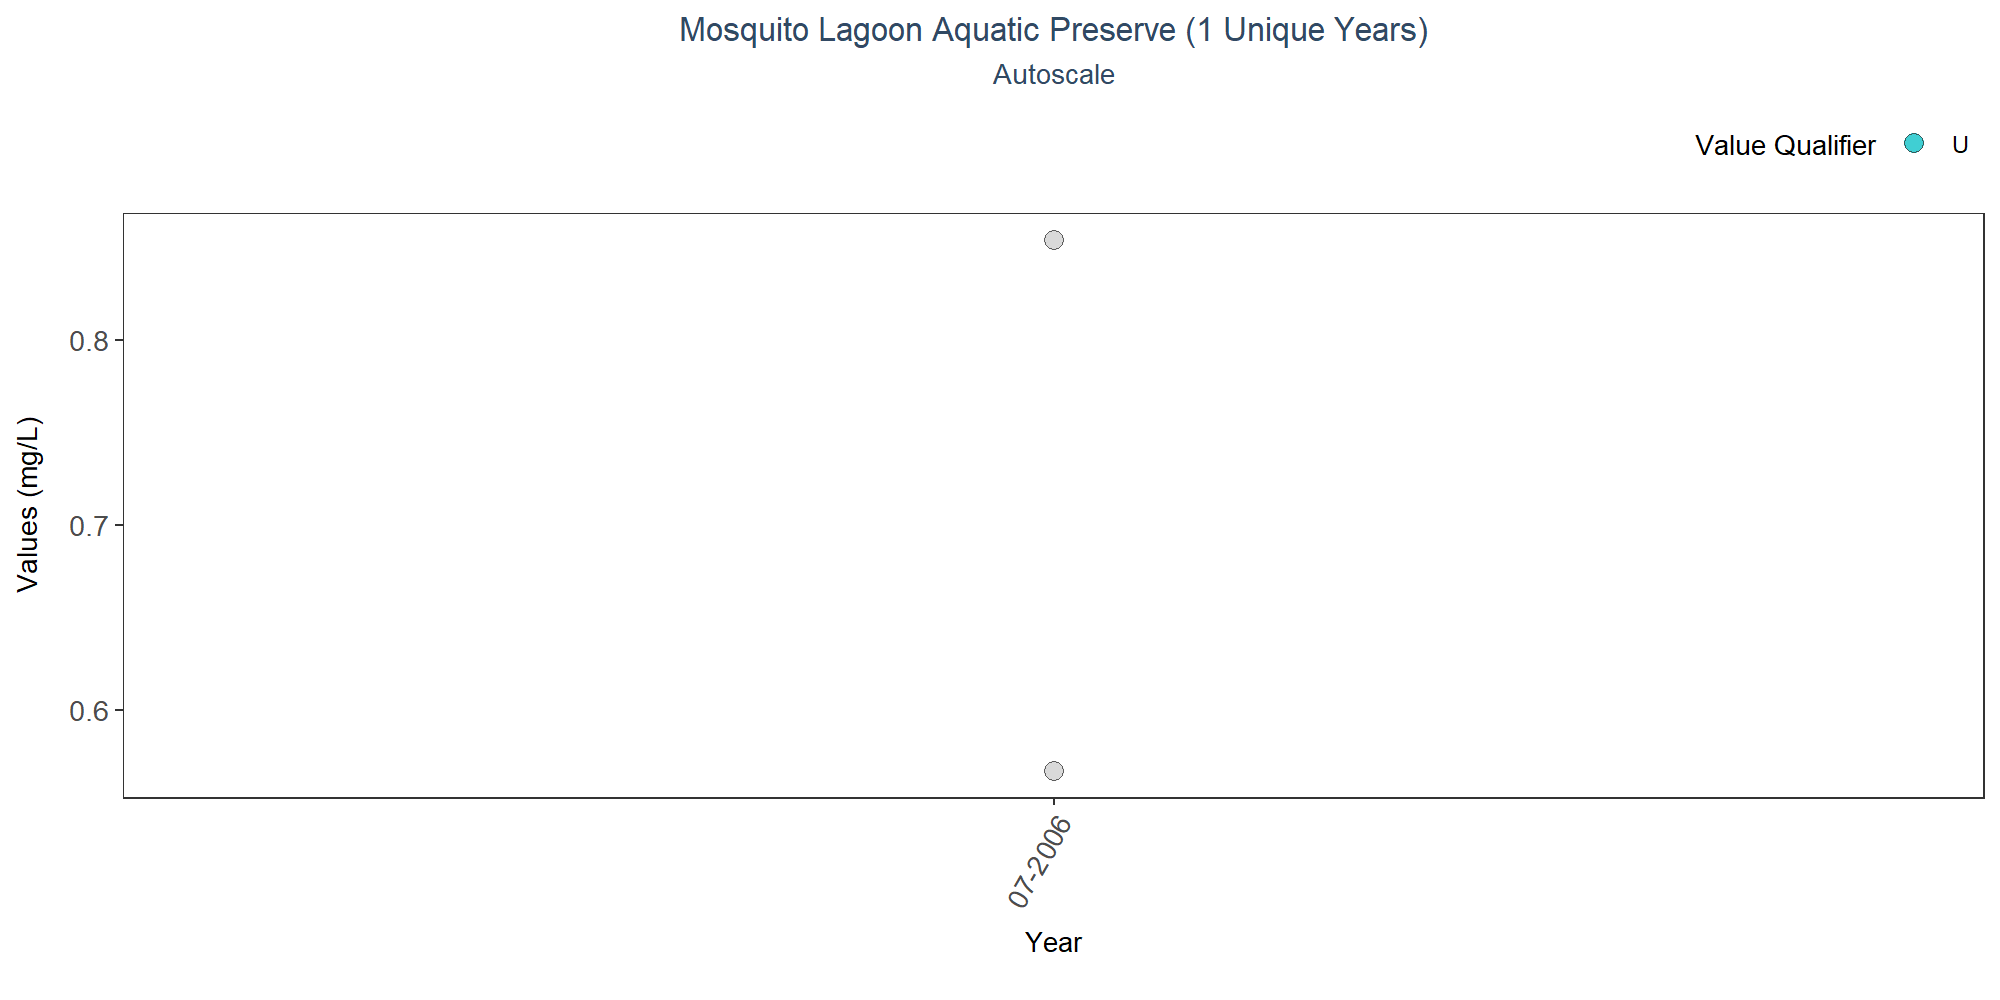 Mosquito Lagoon Aquatic Preserve (1 Unique Years)
Autoscale
Value Qualifier U
Values (mg/L)
0.8
0.7
0.6
07-2006
Year